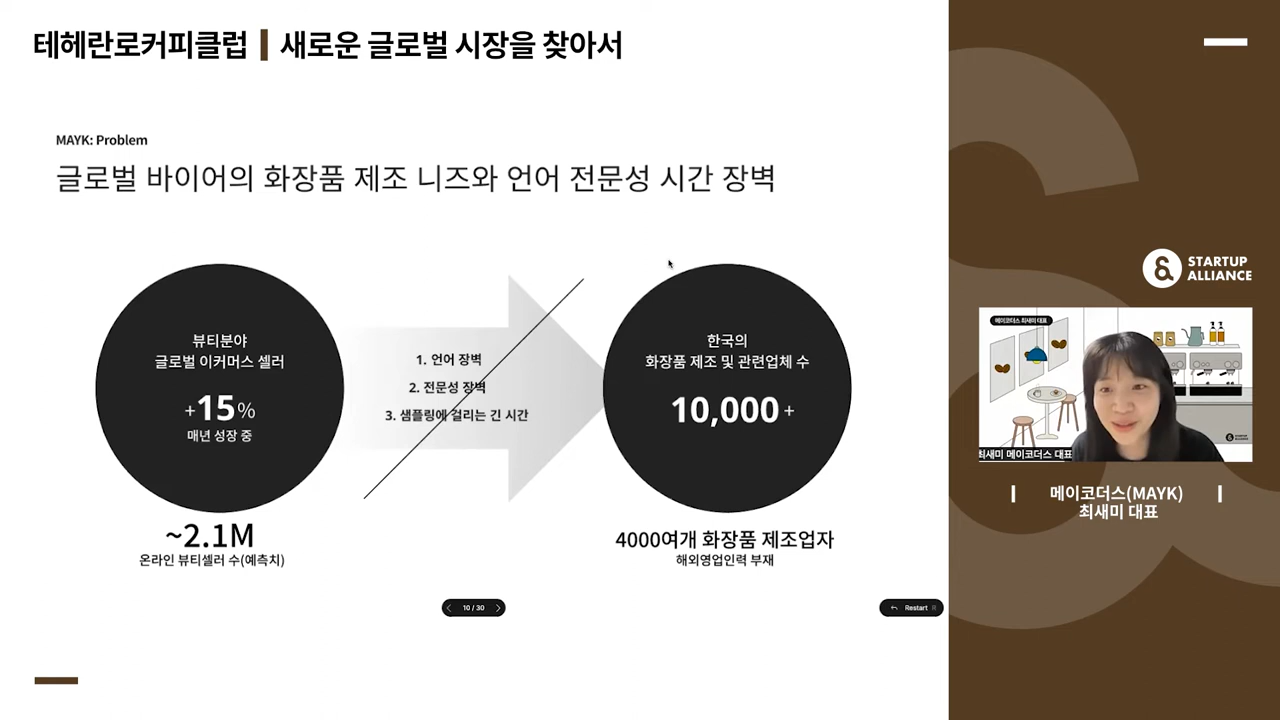 테헤란로커피클럽 | 새로운 글로벌 시장을 찾아서
MAYK: Problem
글로벌 바이어의 화장품 제조 니즈와 언어 전문성 시간 장벽
뷰티분야
글로벌 이커머스 셀러
+15%
매년 성장 중
~2.1M
온라인 뷰티셀러 수(예측치)
1. 언어 장벽
2. 전문성 장벽
3. 샘플링에 걸리는 긴 시간
한국의
화장품 제조 및 관련업체 수
10,000+
4000여개 화장품 제조업자
해외영업인력 부재
10 / 30
Restart R
STARTUP
ALLIANCE
메이코더스 최새미 대표
STARTUP
ALLIANCE
최새미 메이코더스 대표
메이코더스(MAYK)
최새미 대표